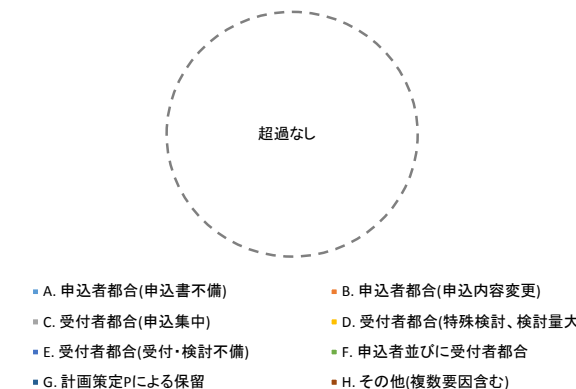 超過なし
A. 申込者都合(申込書不備)
B. 申込者都合(申込内容変更)
C. 受付者都合(申込集中)
D. 受付者都合(特殊検討、検討量大
E. 受付者都合(受付・検討不備)
F. 申込者並びに受付者都合
G. 計画策定Pによる保留
H. その他(複数要因含む)